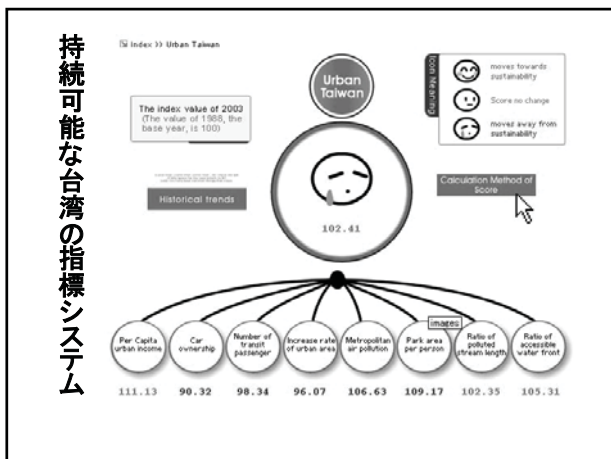 持続可能な台湾の指標システム
Index >> Urban Taiwan
Urban
Taiwan
Icon Meaning
moves towards
sustainability
Score no change
moves away from
sustainability
The index value of 2003
(The value of 1988, the
base year, is 100)
Historical trends
Calculation Method of
Score
102.41
images
Per Capita
urban income
Car
ownership
Number of
transit
passenger
Increase rate
of urban area
Metropolitan
air pollution
Park area
per person
Ratio of
polluted
stream length
Ratio of
accessible
water front
111.13 90.32 98.34 96.07 106.63 109.17 102.35 105.31